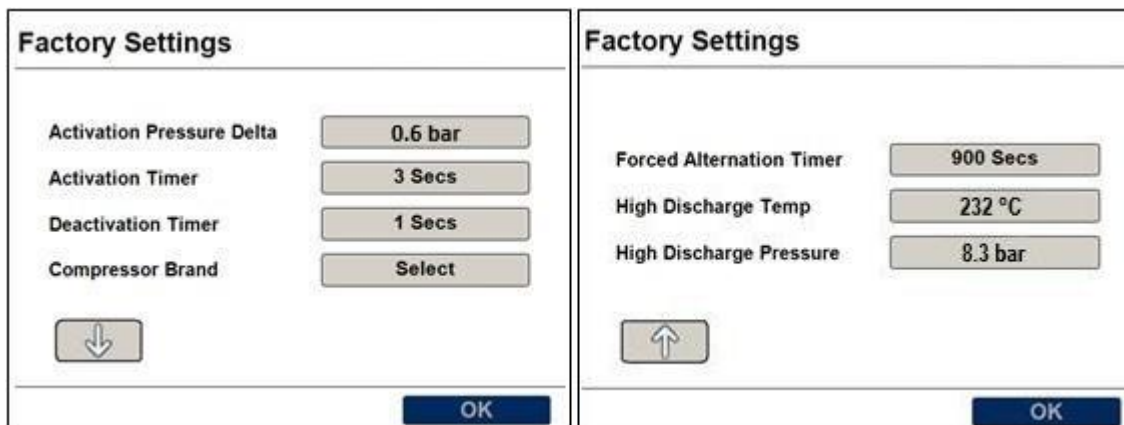 Factory Settings
Activation Pressure Delta 0.6 bar
Activation Timer 3 Secs
Deactivation Timer 1 Secs
Compressor Brand Select
OK
Factory Settings
Forced Alternation Timer 900 Secs
High Discharge Temp 232 °C
High Discharge Pressure 8.3 bar
OK